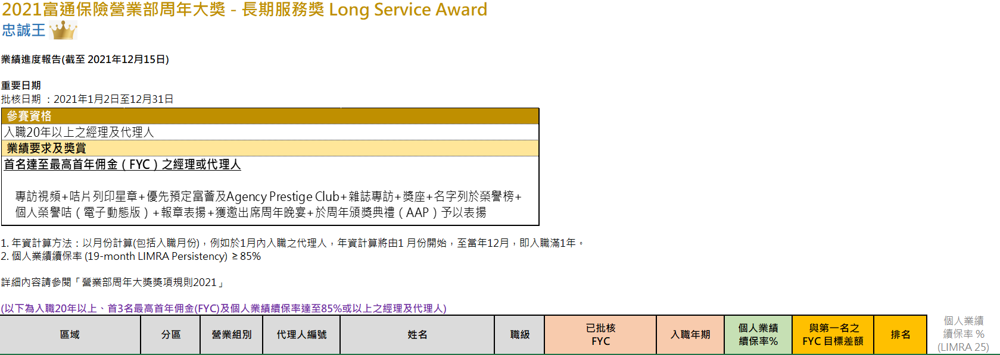 2021富通保險營業部周年大獎 - 長期服務獎 Long Service Award
忠誠王
業績進度報告(截至 2021年12月15日)
重要日期
批核日期 ：2021年1月2日至12月31日
參賽資格
入職20年以上之經理及代理人
業績要求及獎賞
首名達至最高首年佣金（FYC）之經理或代理人
專訪視頻+咭片列印星章+優先預定富薈及Agency Prestige Club+雜誌專訪+獎座+名字列於榮譽榜+
個人榮譽咭（電子動態版）+報章表揚+獲邀出席周年晚宴+於周年頒獎典禮（AAP）予以表揚
1. 年資計算方法：以月份計算(包括入職月份)，例如於1月內入職之代理人，年資計算將由1 月份開始，至當年12月，即入職滿1年。
2. 個人業績續保率 (19-month LIMRA Persistency) ≥85%
詳細內容請參閱「營業部周年大獎獎項規則2021」
(以下為入職20年以上、首3名最高首年佣金(FYC)及個人業績續保率達至85%或以上之經理及代理人)
區域 分區 營業組別 代理人編號 姓名 職級 已批核 FYC 入職年期 個人業績 續保率% 與第一名之 FYC 目標差額 排名 個人業績 續保率 % (LIMRA 25)